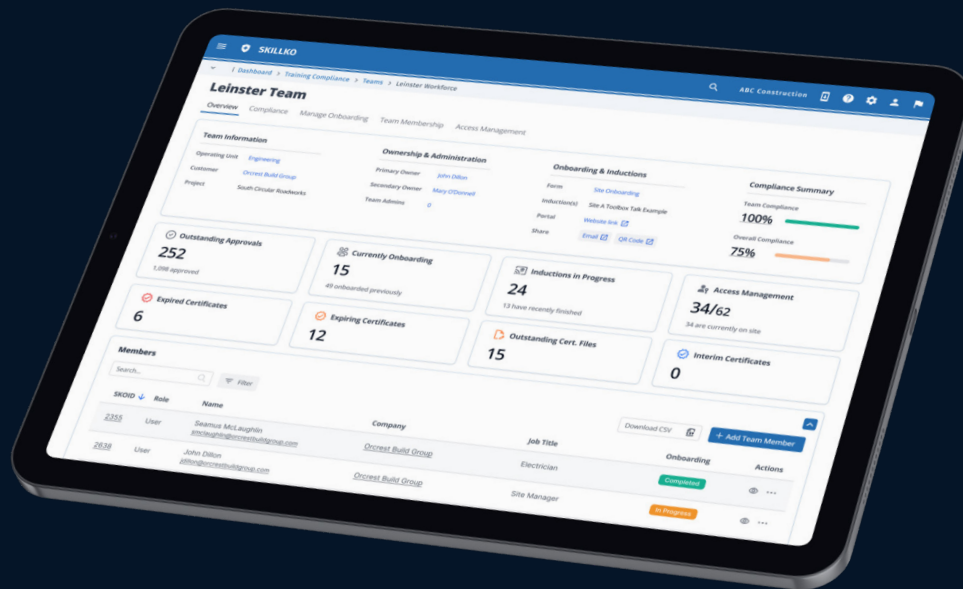 SKILLKO
ABC Construction
Dashboard > Training Compliance > Teams > Leinster Workforce
Leinster Team
Overview Compliance Manage Onboarding Team Membership Access Management
Team Information
Operating Unit Engineering
Customer Orcrest Build Group
Project South Circular Roadworks
Ownership & Administration
Primary Owner John Dillon
Secondary Owner Mary O'Donnell
Team Admins 0
Onboarding & Inductions
Form Site Onboarding
Induction(s) Site A Toolbox Talk Example
Portal Website link
Share Email QR Code
Compliance Summary
Team Compliance
100%
Overall Compliance
75%
Outstanding Approvals
252
1,098 approved
Currently Onboarding
15
49 onboarded previously
Inductions in Progress
24
13 have recently finished
Access Management
34/62
34 are currently on site
Expired Certificates
6
Expiring Certificates
12
Outstanding Cert. Files
15
Interim Certificates
0
Members
Search...
Filter
Download CSV
+ Add Team Member
SKOID Role Name Company Job Title Onboarding Actions
2355 User Seamus McLaughlin Orcrest Build Group Electrician Completed
smclaughlin@orcrestbuildgroup.com
2638 User John Dillon Orcrest Build Group Site Manager In Progress
jdillon@orcrestbuildgroup.com